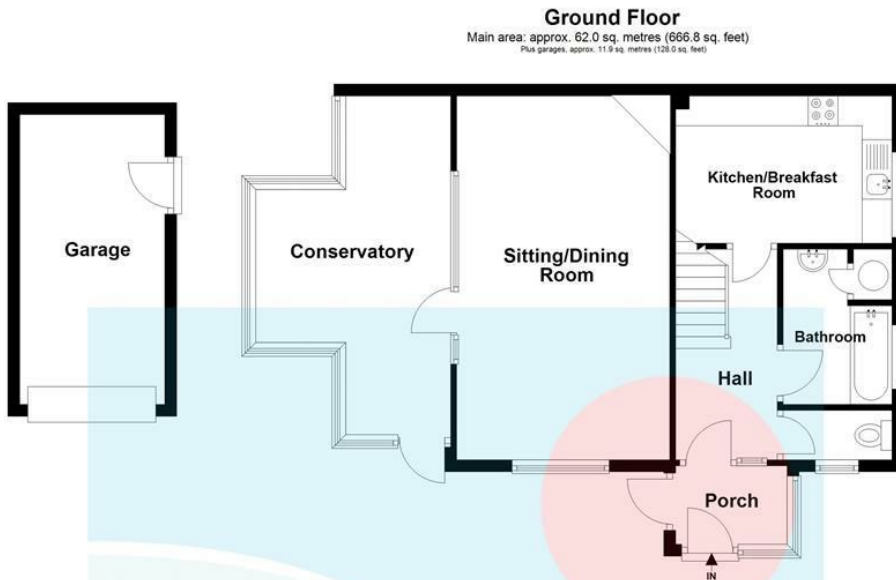 Ground Floor
Main area: approx. 62.0 sq. metres (666.8 sq. feet)
Plus garages, approx. 11.9 sq. metres (128.0 sq. feet)
Kitchen/Breakfast
Room
Garage
Conservatory
Sitting/Dining
Room
Bathroom
Hall
Porch
IN